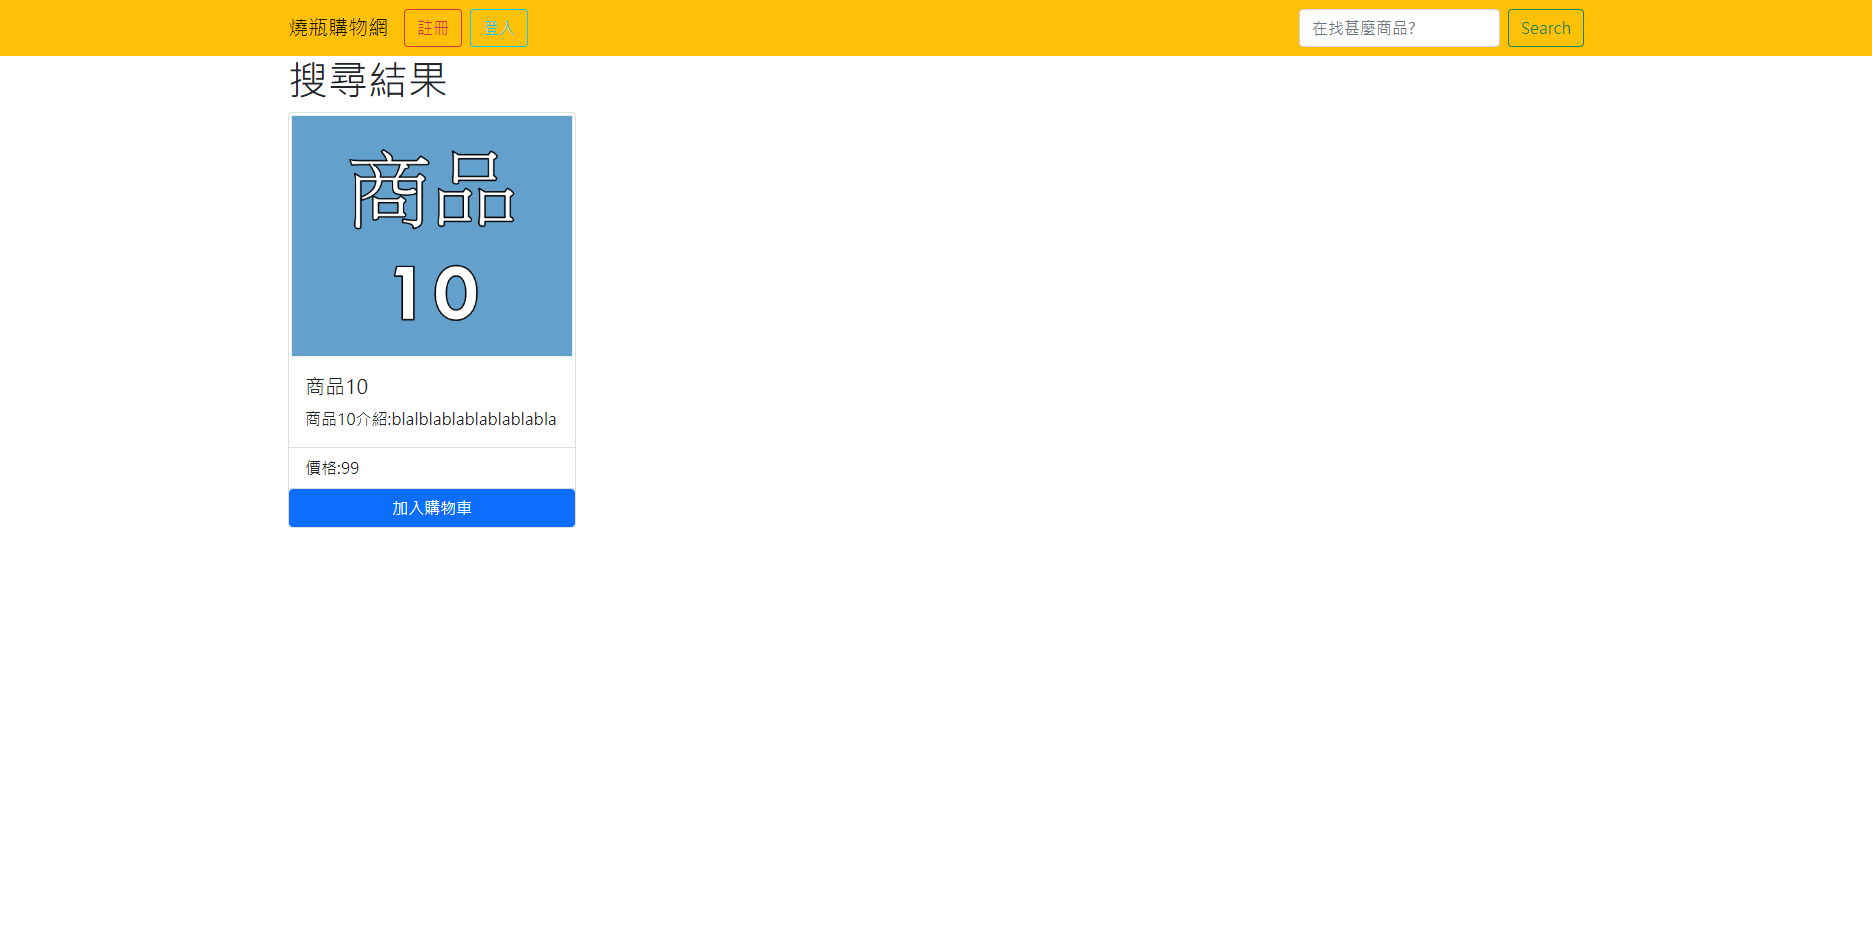 燒瓶購物網 註冊 登入 在找甚麼商品? Search
搜尋結果
商品
10
商品10
商品10介紹:blalblablablablablabla
價格:99
加入購物車